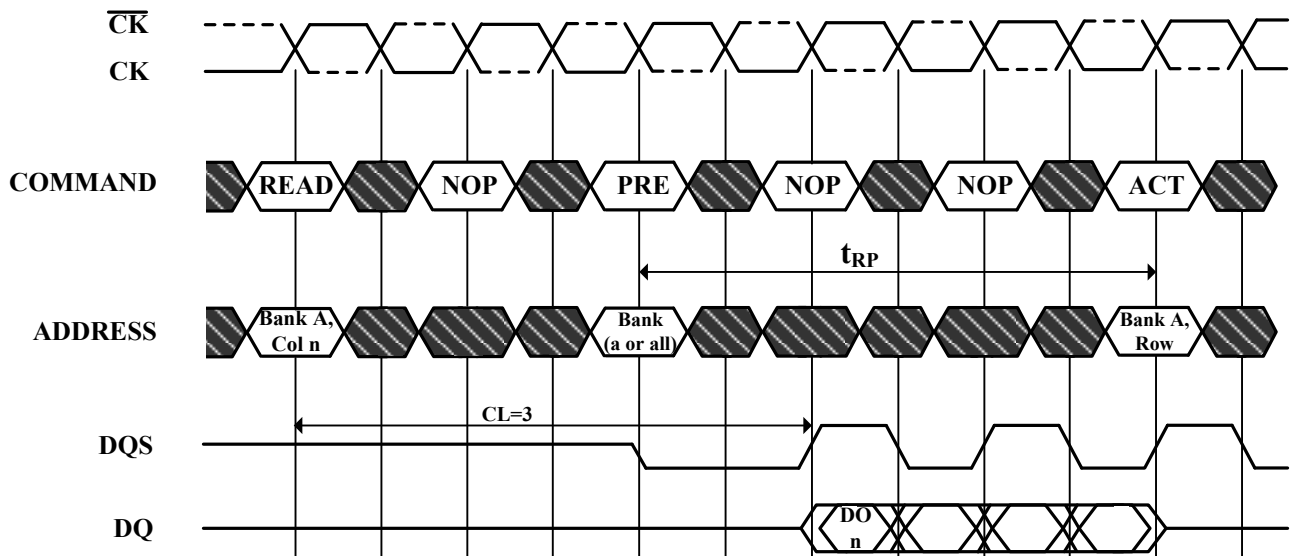 CK
CK
COMMAND READ NOP PRE NOP NOP ACT
tRP
ADDRESS Bank A, Col n Bank (a or all) Bank A, Row
CL=3
DQS
DQ DO n